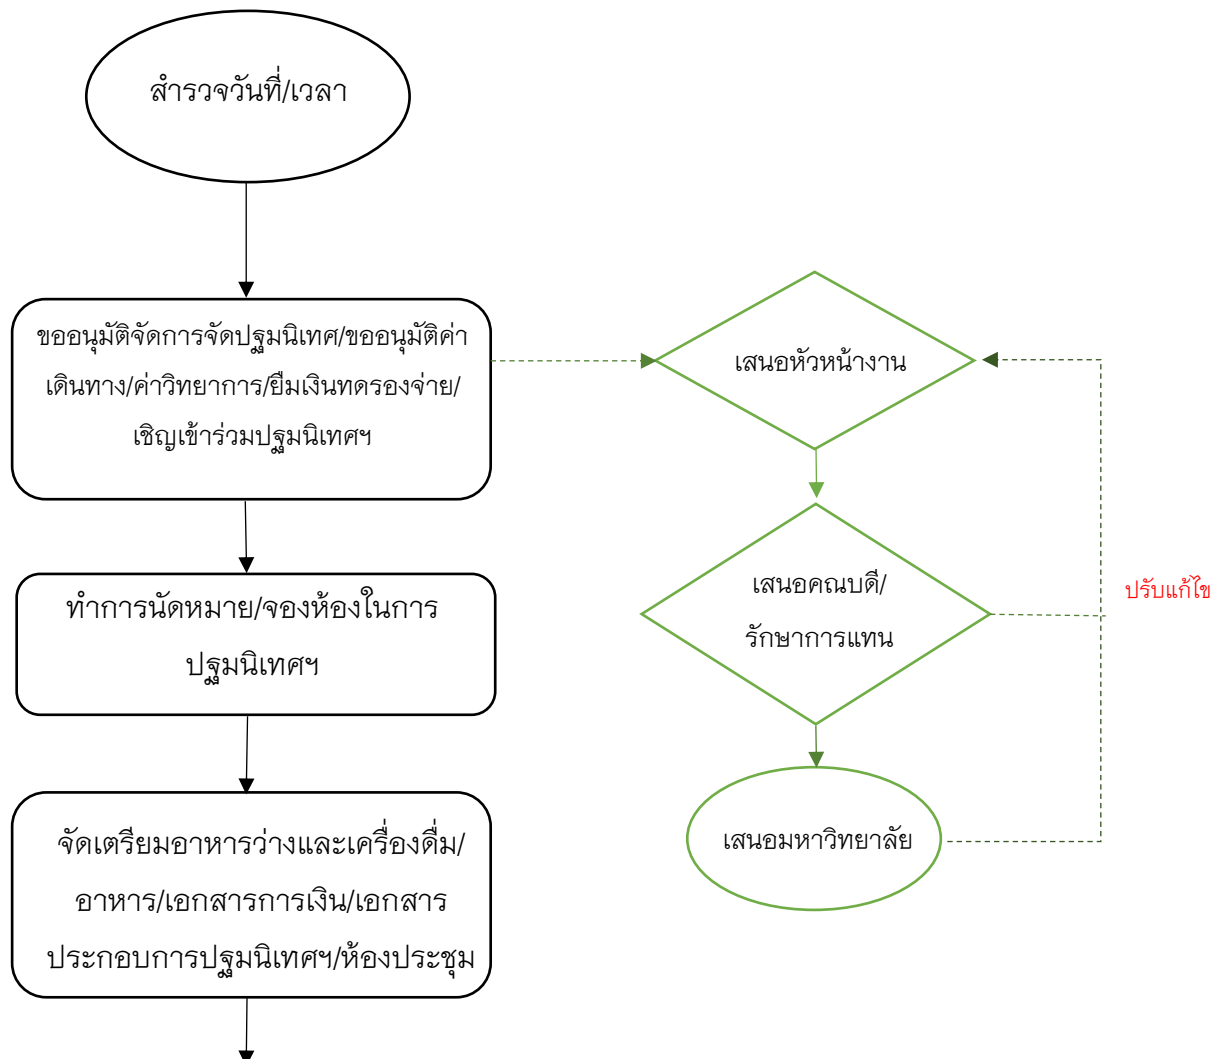 สำรวจวันที่/เวลา
ขออนุมัติจัดการจัดปฐมนิเทศ/ขออนุมัติค่า
เดินทาง/ค่าวิทยาการ/ยืมเงินทดรองจ่าย/
เชิญเข้าร่วมปฐมนิเทศฯ
เสนอหัวหน้างาน
เสนอคณบดี/
รักษาการแทน
ปรับแก้ไข
ทำการนัดหมาย/จองห้องในการ
ปฐมนิเทศฯ
เสนอมหาวิทยาลัย
จัดเตรียมอาหารว่างและเครื่องดื่ม/
อาหาร/เอกสารการเงิน/เอกสาร
ประกอบการปฐมนิเทศฯ/ห้องประชุม